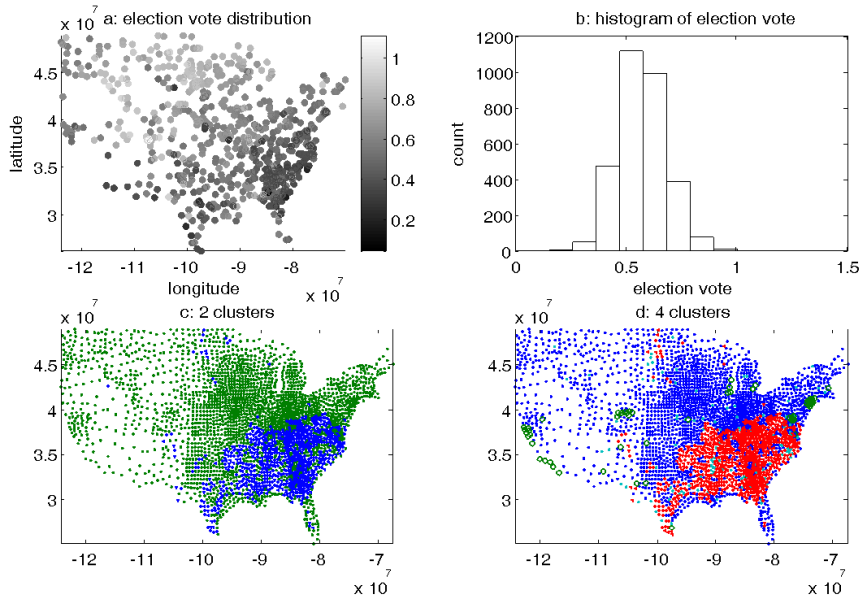 a: election vote distribution
x 10^7
4.5
4
3.5
3
latitude
-12 -11 -10 -9 -8 -7
longitude
x 10^7
1
0.8
0.6
0.4
0.2
b: histogram of election vote
1200
1000
800
600
400
200
0
count
0 0.5 1 1.5
election vote
c: 2 clusters
x 10^7
4.5
4
3.5
3
-12 -11 -10 -9 -8 -7
x 10^7
d: 4 clusters
x 10^7
4.5
4
3.5
3
-12 -11 -10 -9 -8 -7
x 10^7